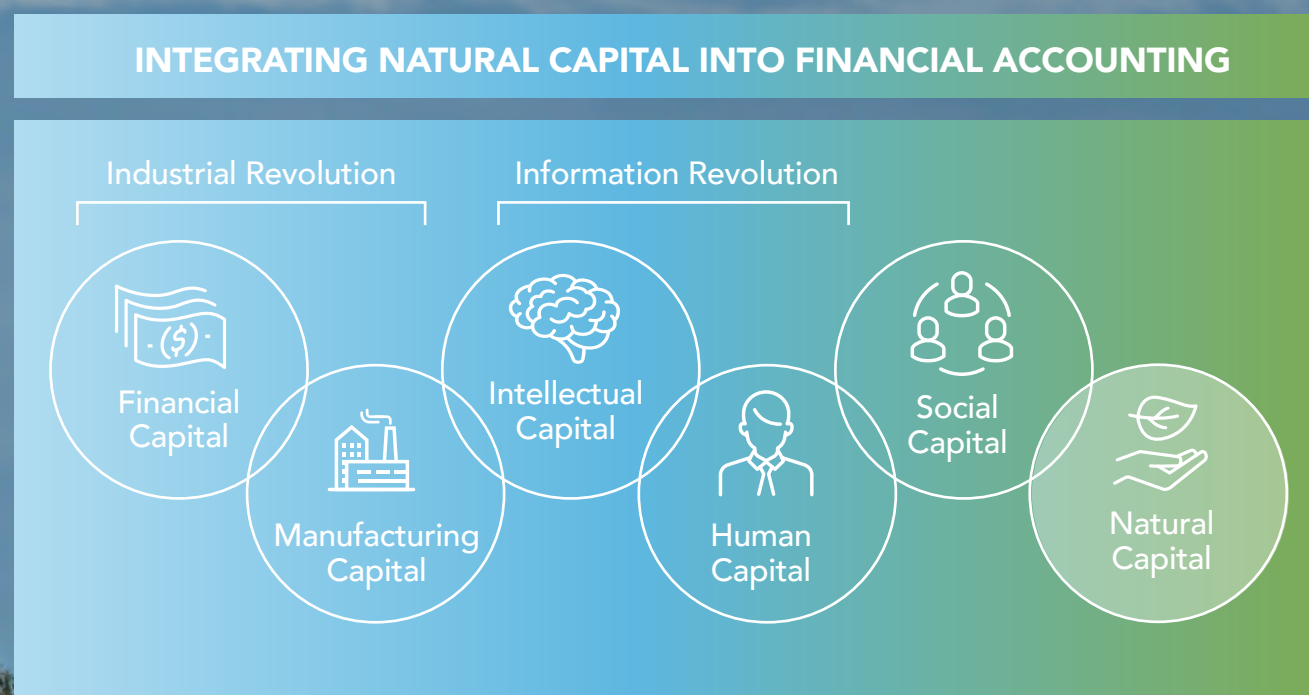 INTEGRATING NATURAL CAPITAL INTO FINANCIAL ACCOUNTING
Industrial Revolution
Information Revolution
($)
Financial
Capital
Manufacturing
Capital
Intellectual
Capital
Human
Capital
Social
Capital
Natural
Capital